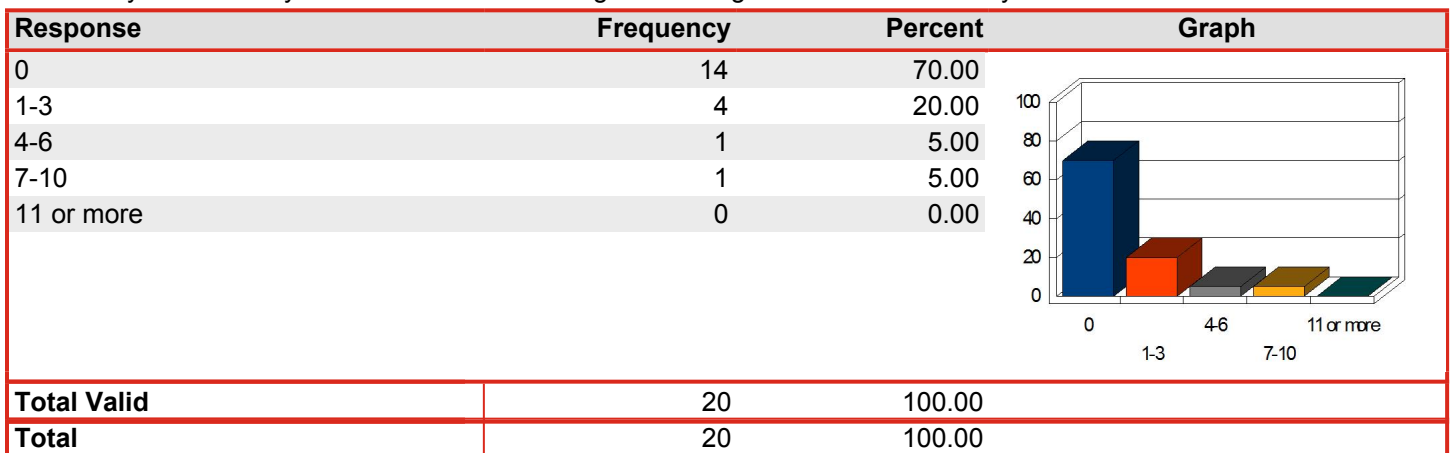 Response Frequency Percent Graph
0 14 70.00
1-3 4 20.00
4-6 1 5.00
7-10 1 5.00
11 or more 0 0.00
100
80
60
40
20
0
0 4-6 11 or more
1-3 7-10
Total Valid 20 100.00
Total 20 100.00